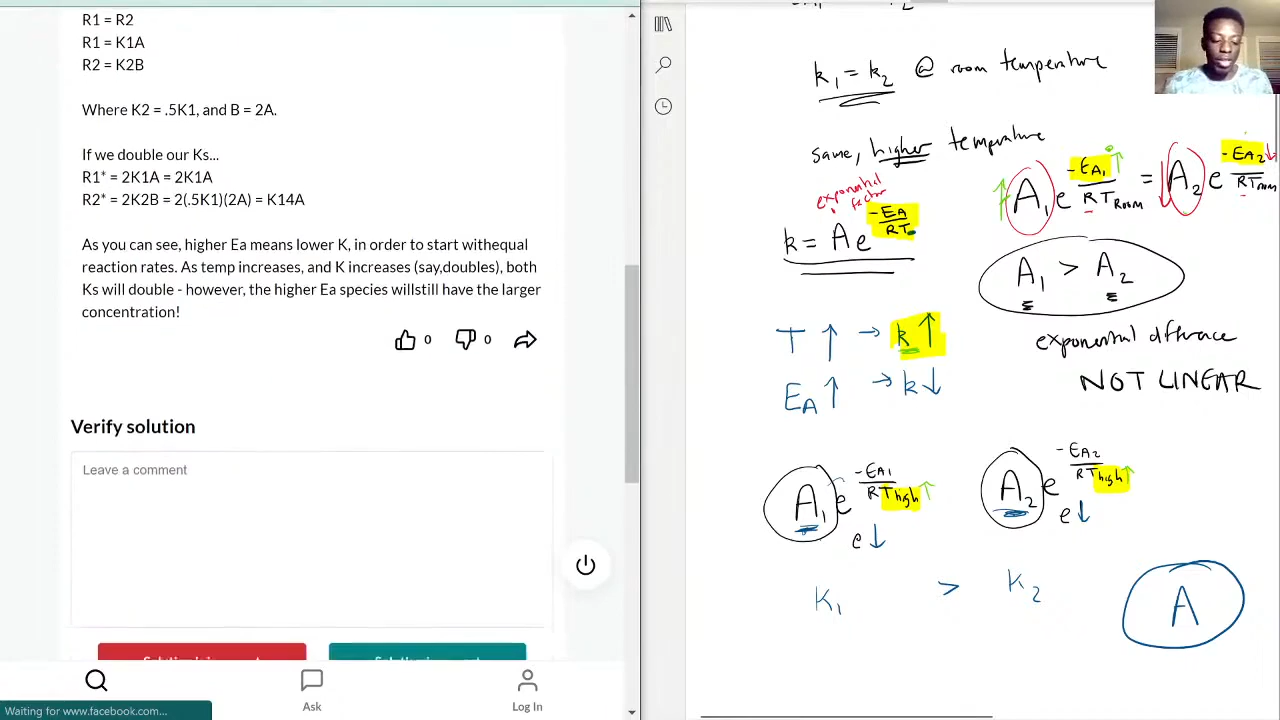 R1 = R2
R1 = K1A
R2 = K2B
Where K2 = .5K1, and B = 2A.
If we double our Ks...
R1* = 2K1A = 2K1A
R2* = 2K2B = 2(.5K1)(2A) = K14A
As you can see, higher Ea means lower K, in order to start withequal
reaction rates. As temp increases, and K increases (say,doubles), both
Ks will double - however, the higher Ea species willstill have the larger
concentration!
0 0
Verify solution
Leave a comment
Ask
Log In
Waiting for www.facebook.com...
k1 = k2 @ room temperature
same, higher temperature
exponential
factor
k = Ae^(-EA/RT)
A1e^(-EA1/RTRoom) = A2e^(-EA2/RTroom)
A1 > A2
exponential difference
NOT LINEAR
T ↑ → k ↑
EA ↑ → k ↓
A1e^(-EA1/RThigh) ↑ A2e^(-EA2/RThigh) ↑
e ↓ e ↓
K1 > K2
A